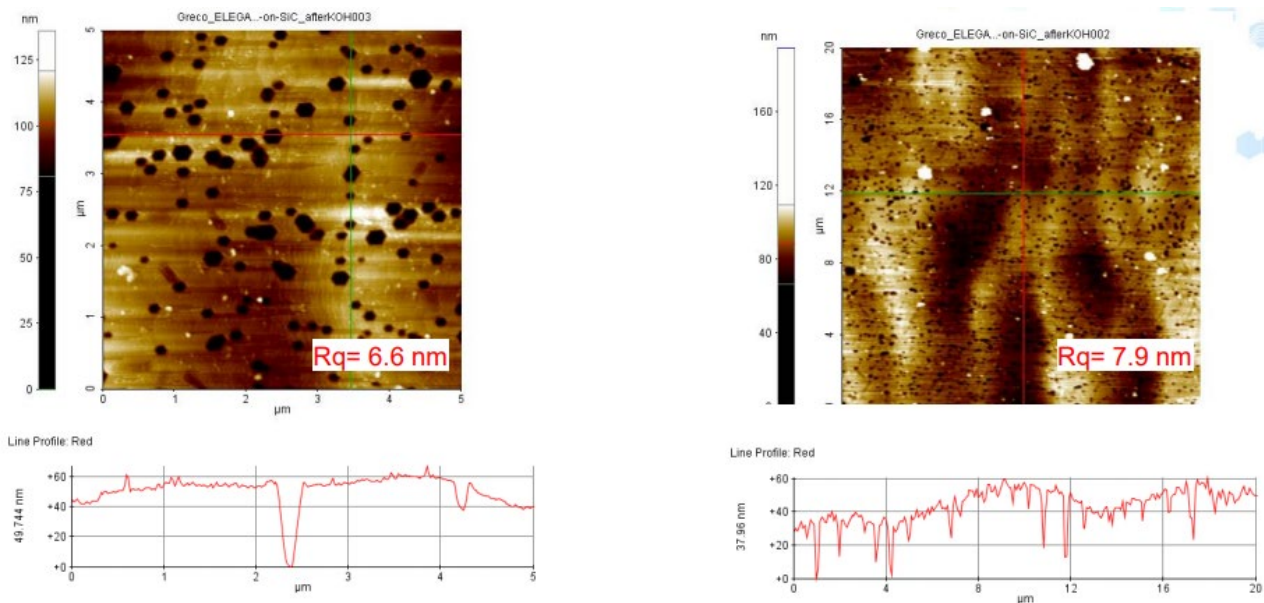 Greco_ELEGA...-on-SiC_afterKOH003
nm
125
100
75
50
25
0
5
4
3
2
1
0
µm
0 1 2 3 4 5
µm
Rq= 6.6 nm
Line Profile: Red
49.744 nm
+60
+40
+20
+0
0 1 2 3 4 5
µm
Greco_ELEGA...-on-SiC_afterKOH002
nm
160
120
80
40
0
20
16
12
8
4
µm
Rq= 7.9 nm
Line Profile: Red
37.96 nm
+60
+40
+20
+0
0 4 8 12 16 20
µm